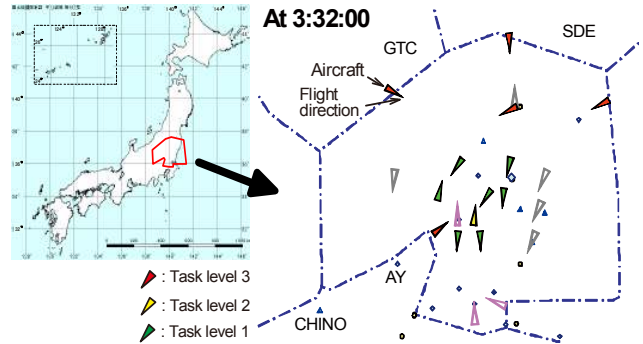 At 3:32:00
GTC
SDE
Aircraft
Flight
direction
AY
CHINO
: Task level 3
: Task level 2
: Task level 1